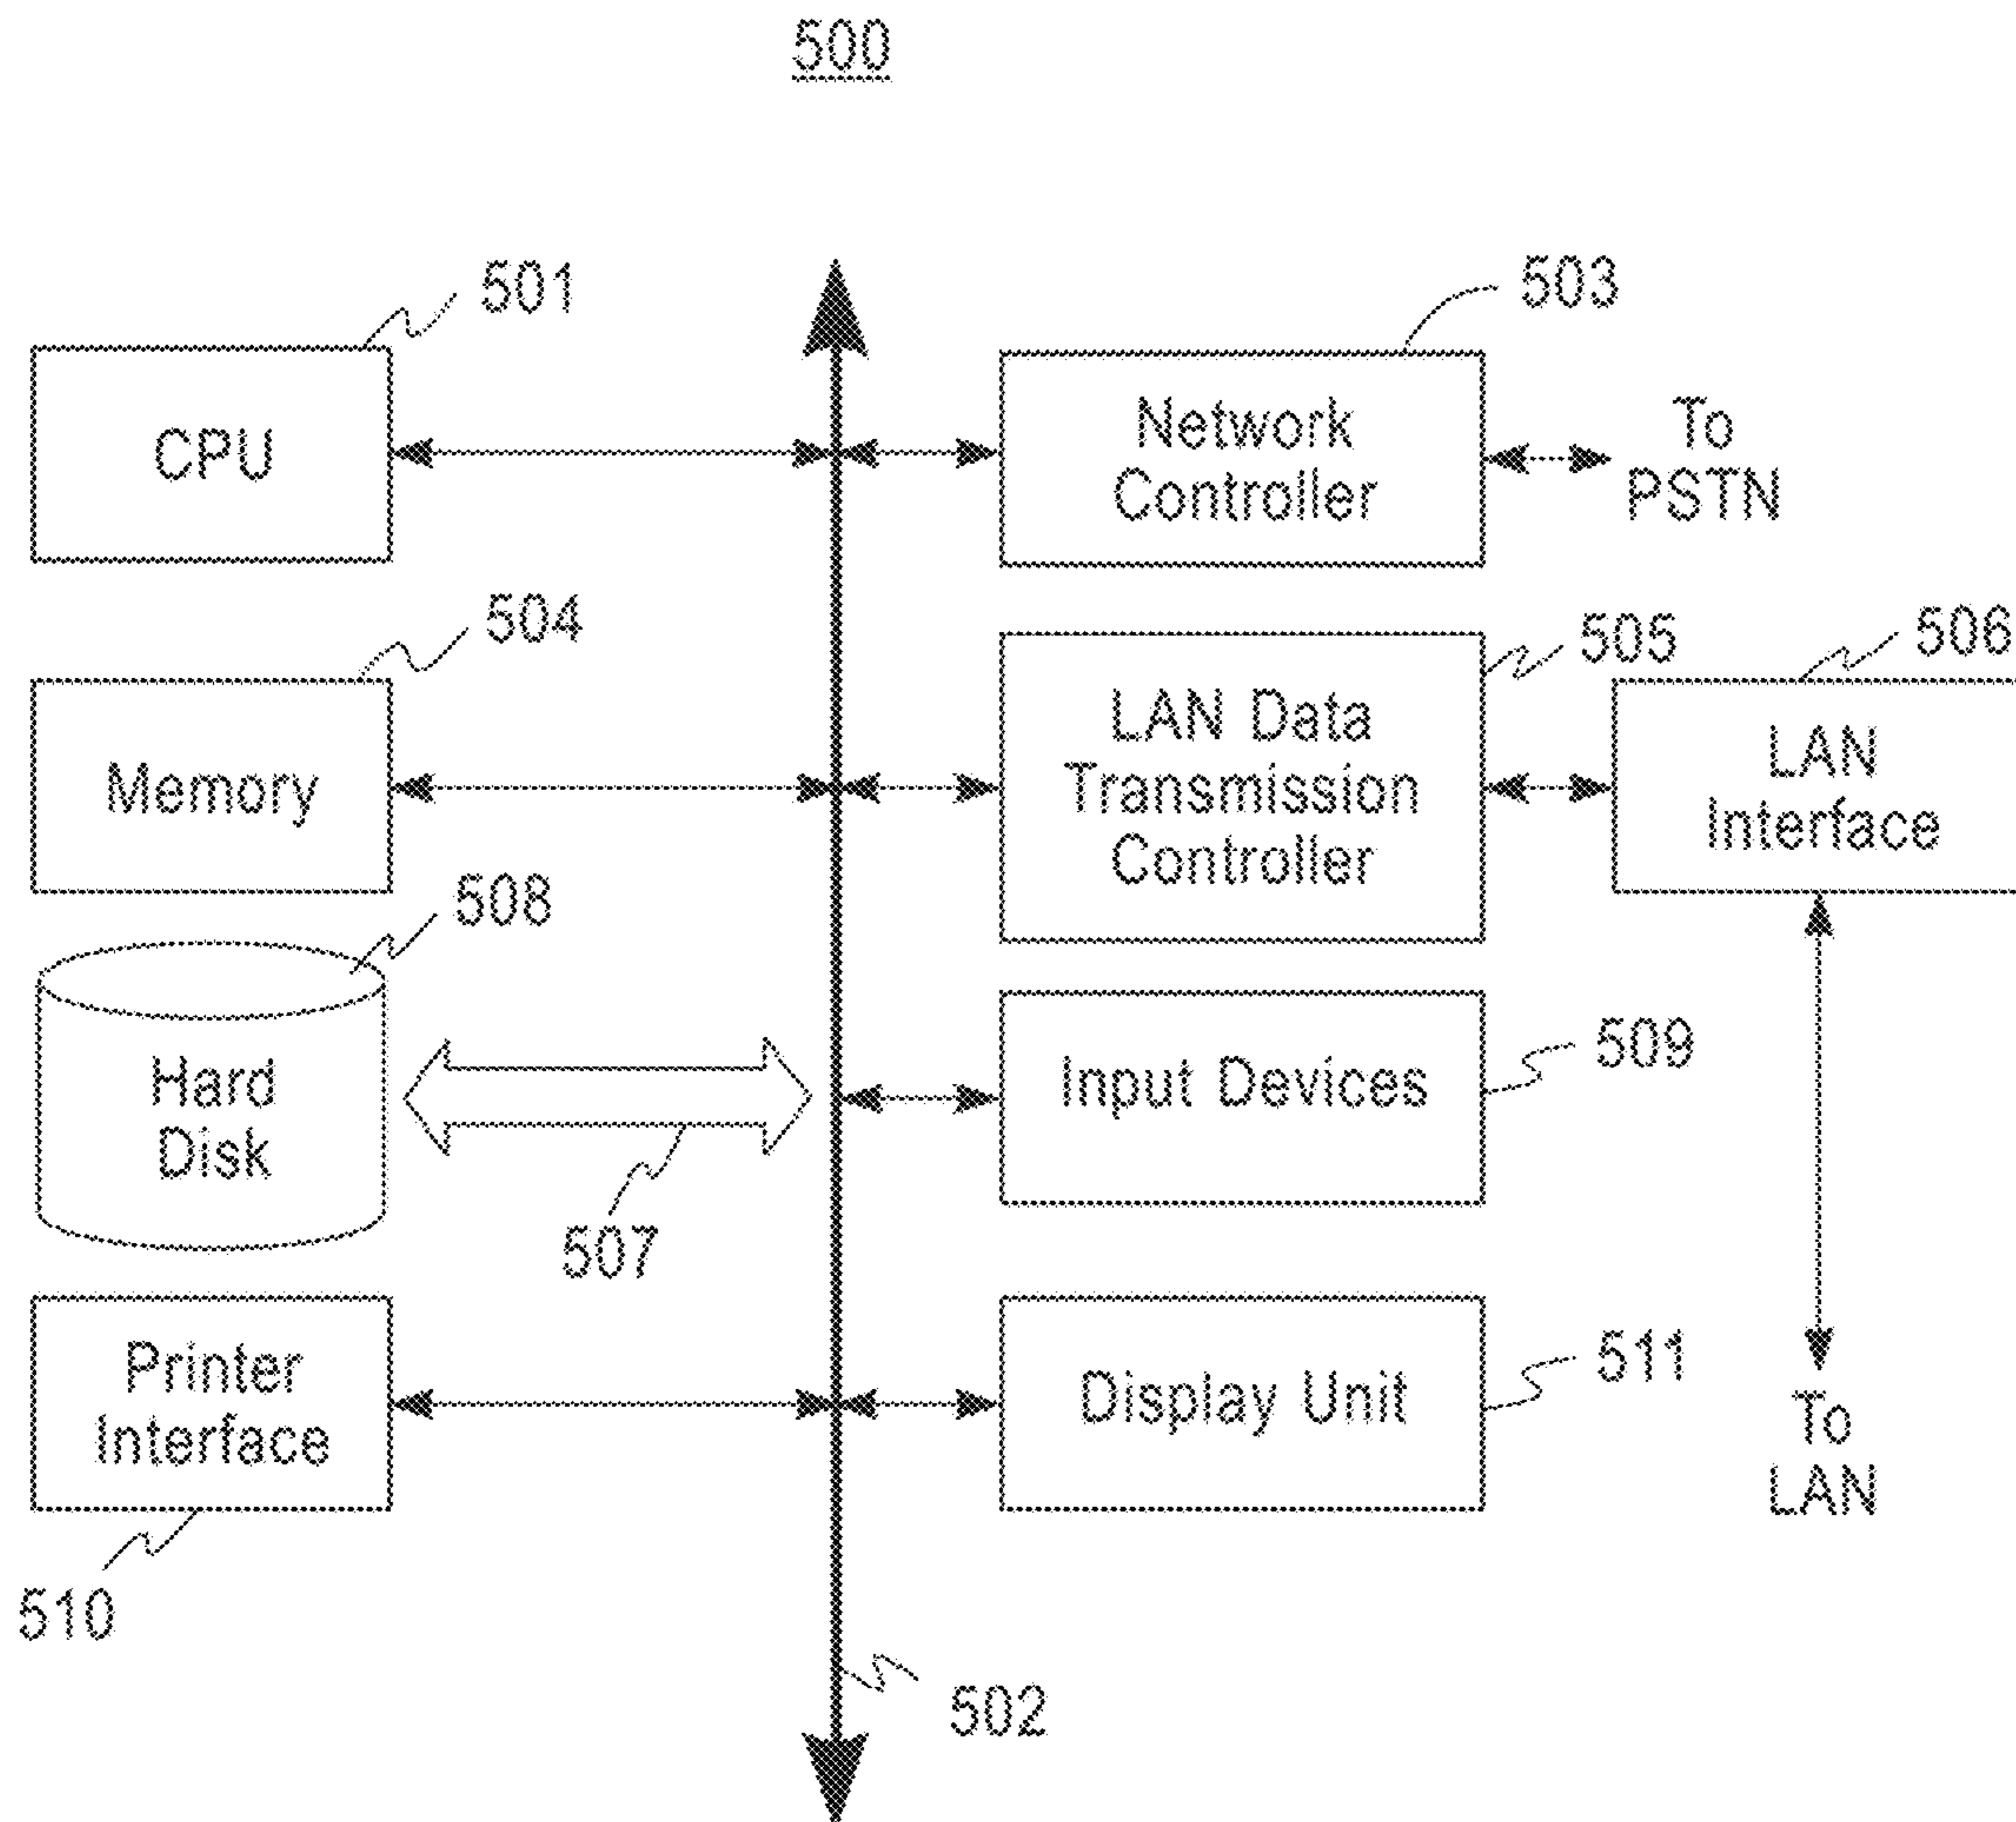 500
501
CPU
503
Network
Controller
To
PSTN
504
Memory
505
LAN Data
Transmission
Controller
506
LAN
Interface
508
Hard
Disk
507
509
Input Devices
Printer
Interface
510
511
Display Unit
To
LAN
502